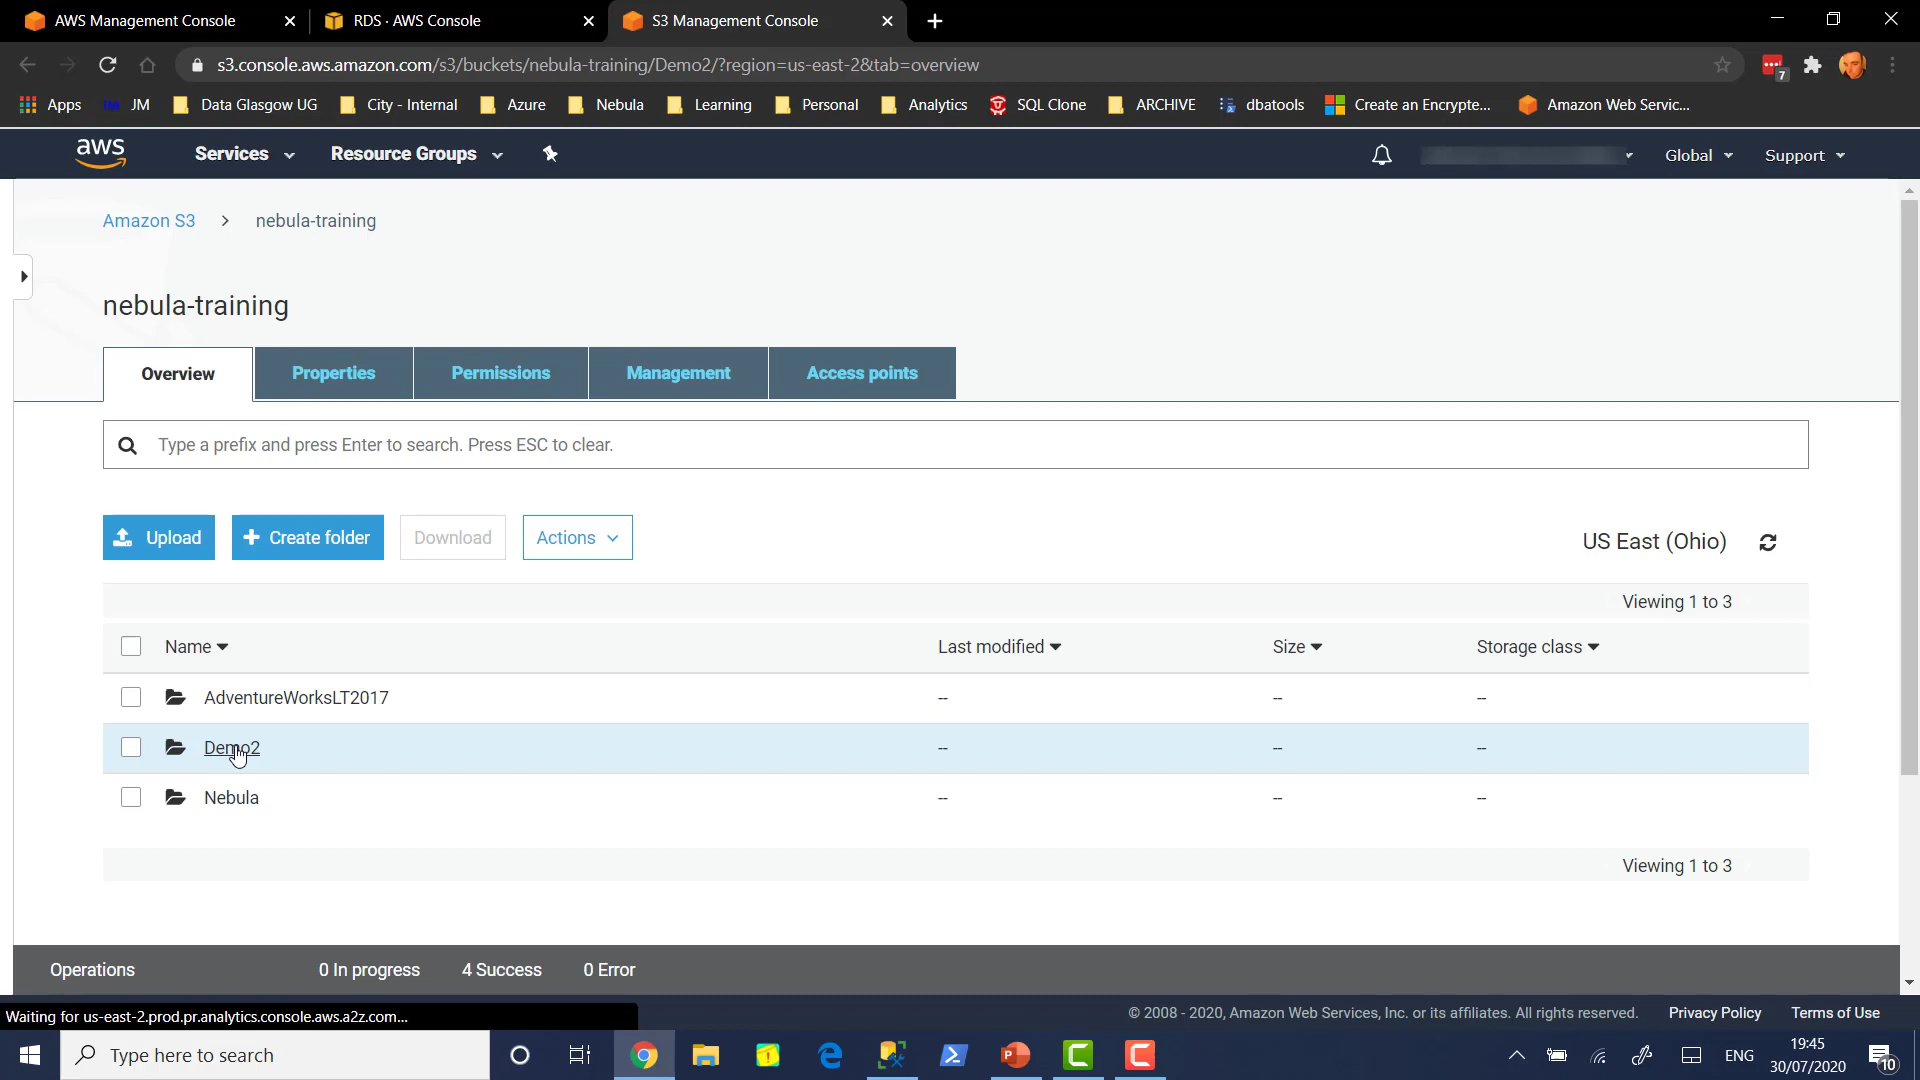 AWS Management Console
RDS · AWS Console
S3 Management Console
s3.console.aws.amazon.com/s3/buckets/nebula-training/Demo2/?region=us-east-2&tab=overview
7
Apps
JM
Data Glasgow UG
City - Internal
Azure
Nebula
Learning
Personal
Analytics
SQL Clone
ARCHIVE
dbatools
Create an Encrypte...
Amazon Web Servic...
aws
Services
Resource Groups
Global
Support
Amazon S3 > nebula-training
nebula-training
Overview
Properties
Permissions
Management
Access points
Type a prefix and press Enter to search. Press ESC to clear.
Upload
+ Create folder
Download
Actions
US East (Ohio)
Viewing 1 to 3
Name Last modified Size Storage class
AdventureWorksLT2017 -- -- --
Demo2 -- -- --
Nebula -- -- --
Viewing 1 to 3
Operations 0 In progress 4 Success 0 Error
Waiting for us-east-2.prod.pr.analytics.console.aws.a2z.com...
© 2008 - 2020, Amazon Web Services, Inc. or its affiliates. All rights reserved. Privacy Policy Terms of Use
Type here to search
ENG
19:45
30/07/2020
10